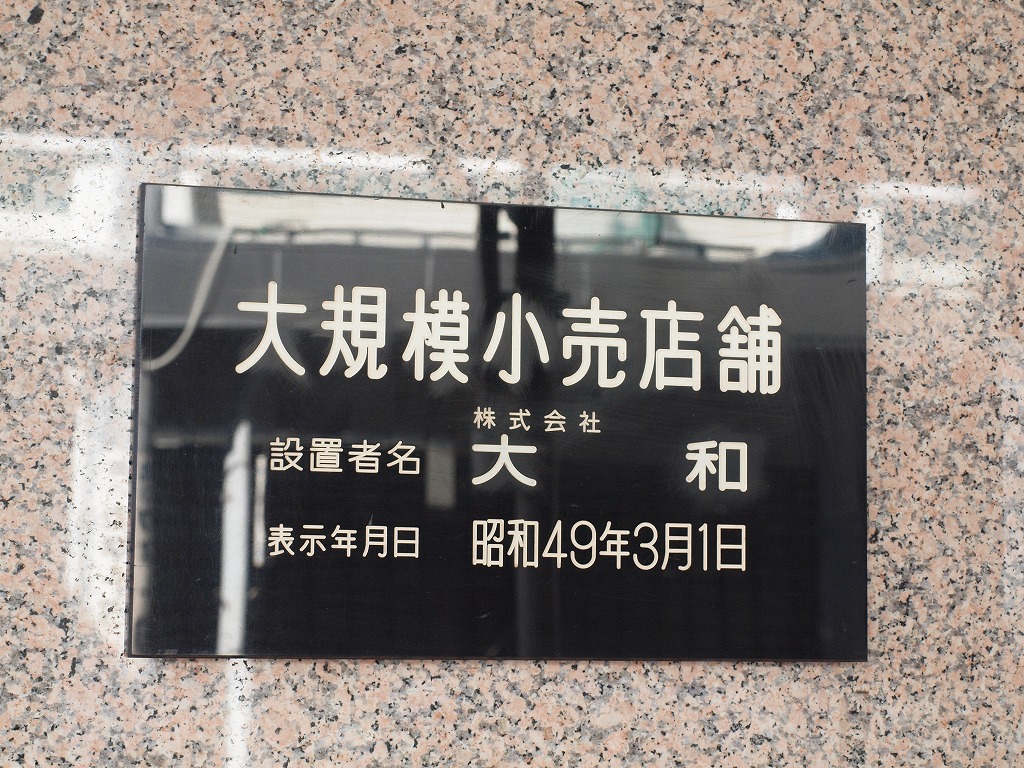 大規模小売店舗
株式会社
設置者名 大和
表示年月日 昭和49年3月1日